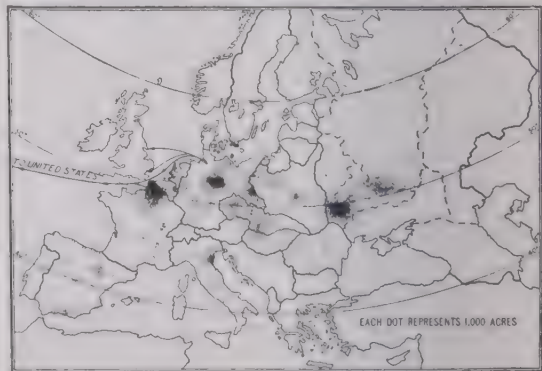 TO UNITED STATES
EACH DOT REPRESENTS 1,000 ACRES